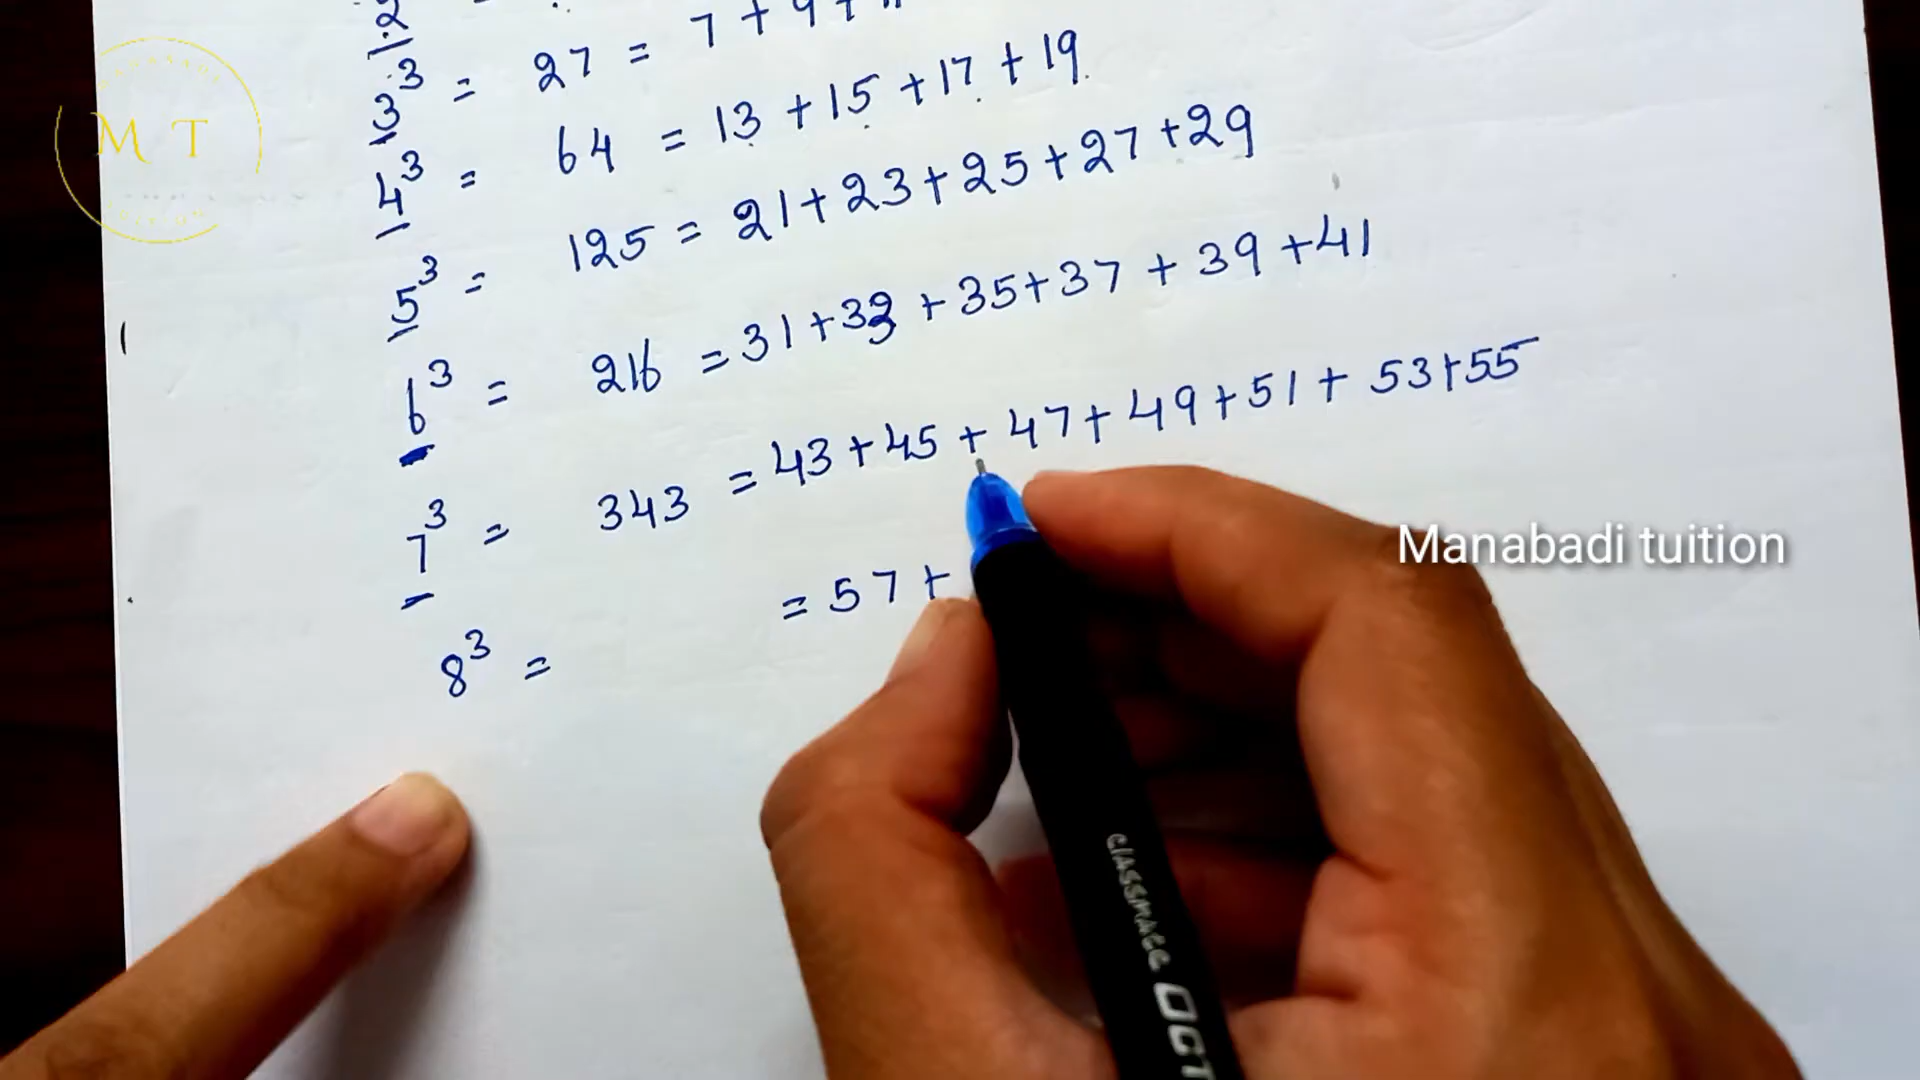 2
3³ = 27 = 7 + 9 + 11
4³ = 64 = 13 + 15 + 17 + 19
5³ = 125 = 21 + 23 + 25 + 27 + 29
6³ = 216 = 31 + 33 + 35 + 37 + 39 + 41
7³ = 343 = 43 + 45 + 47 + 49 + 51 + 53 + 55
8³ = = 57 +
M T
Manabadi tuition
classmate OCT